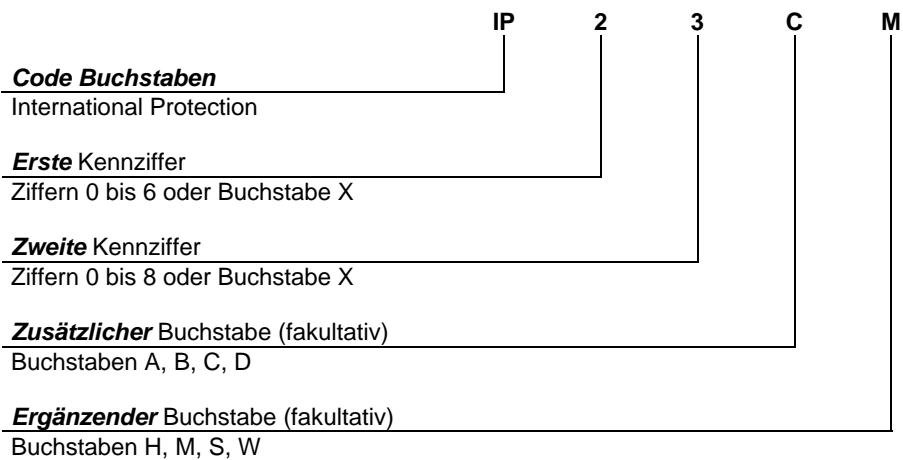 IP 2 3 C M
Code Buchstaben
International Protection
Erste Kennziffer
Ziffern 0 bis 6 oder Buchstabe X
Zweite Kennziffer
Ziffern 0 bis 8 oder Buchstabe X
Zusätzlicher Buchstabe (fakultativ)
Buchstaben A, B, C, D
Ergänzender Buchstabe (fakultativ)
Buchstaben H, M, S, W